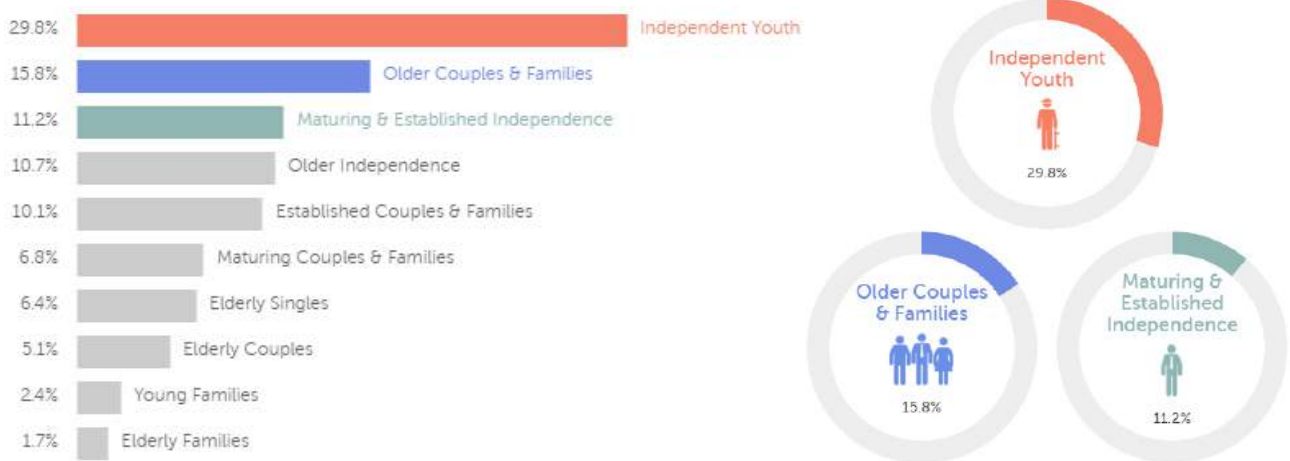 29.8% Independent Youth
15.8% Older Couples & Families
11.2% Maturing & Established Independence
10.7% Older Independence
10.1% Established Couples & Families
6.8% Maturing Couples & Families
6.4% Elderly Singles
5.1% Elderly Couples
2.4% Young Families
1.7% Elderly Families
Independent
Youth
29.8%
Older Couples
& Families
15.8%
Maturing &
Established
Independence
11.2%